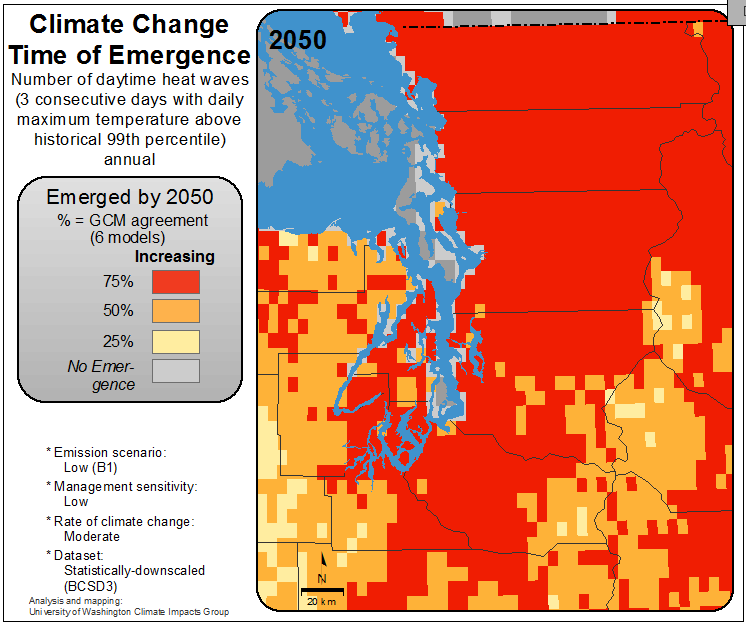 Climate Change
Time of Emergence
Number of daytime heat waves
(3 consecutive days with daily
maximum temperature above
historical 99th percentile)
annual
Emerged by 2050
% = GCM agreement
(6 models)
Increasing
75%
50%
25%
No Emer-
gence
* Emission scenario:
Low (B1)
* Management sensitivity:
Low
* Rate of climate change:
Moderate
* Dataset:
Statistically-downscaled
(BCSD3)
Analysis and mapping:
University of Washington Climate Impacts Group
2050
N
20 km